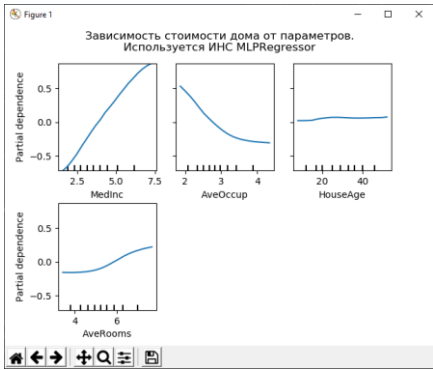 Figure 1
Зависимость стоимости дома от параметров.
Используется ИНС MLPRegressor
Partial dependence
0.5
0.0
−0.5
2.5 5.0 7.5
MedInc
2 3 4
AveOccup
20 40
HouseAge
Partial dependence
0.5
0.0
−0.5
4 6
AveRooms